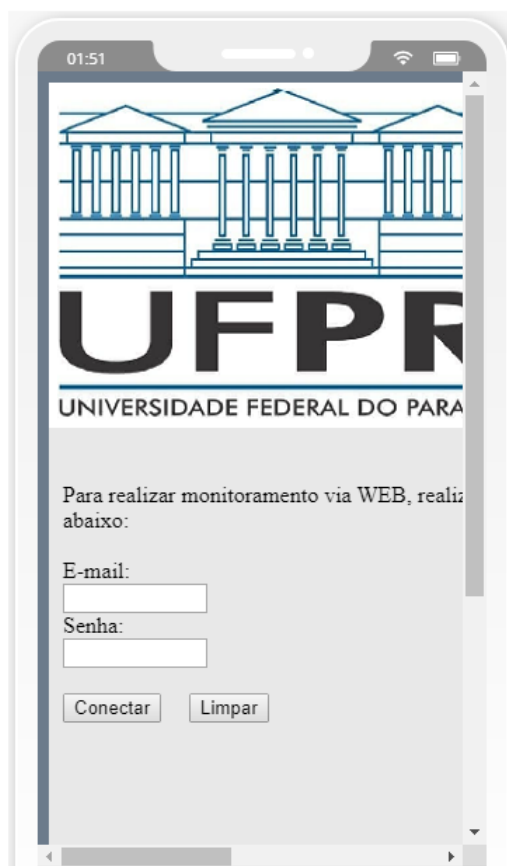 01:51
UFPR
UNIVERSIDADE FEDERAL DO PARA
Para realizar monitoramento via WEB, realiz
abaixo:
E-mail:
Senha:
Conectar Limpar